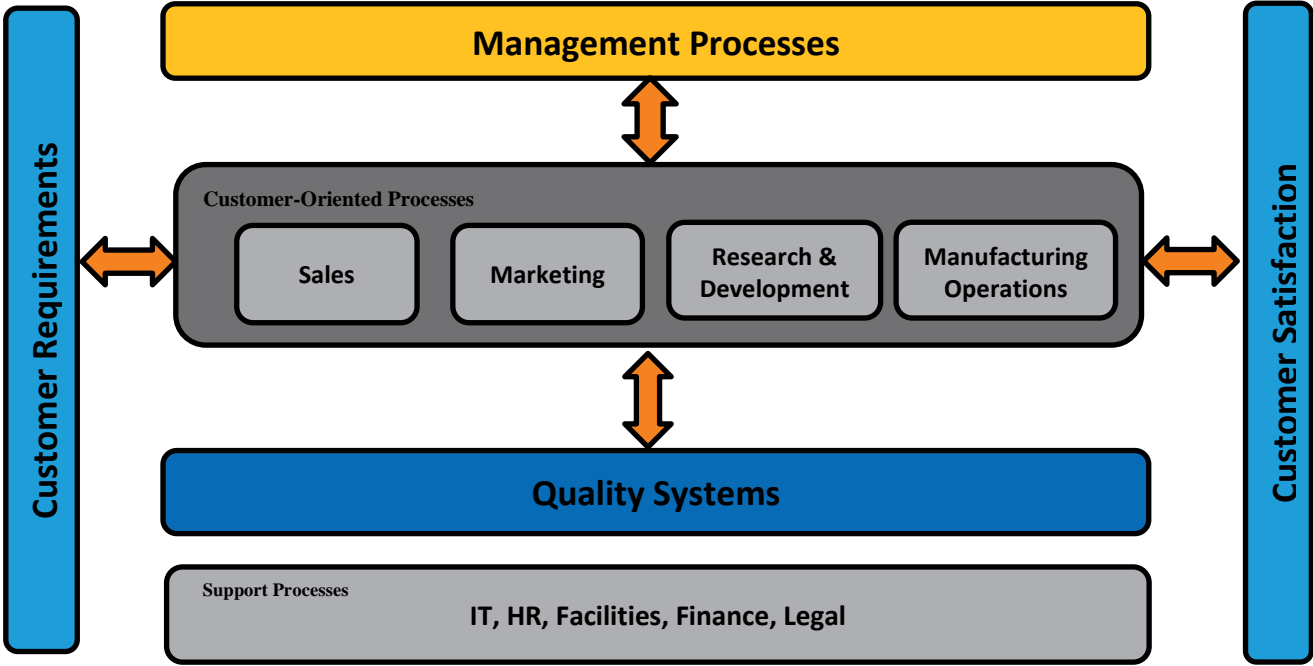 Management Processes
Customer Requirements
Customer-Oriented Processes
Sales
Marketing
Research &
Development
Manufacturing
Operations
Customer Satisfaction
Quality Systems
Support Processes
IT, HR, Facilities, Finance, Legal